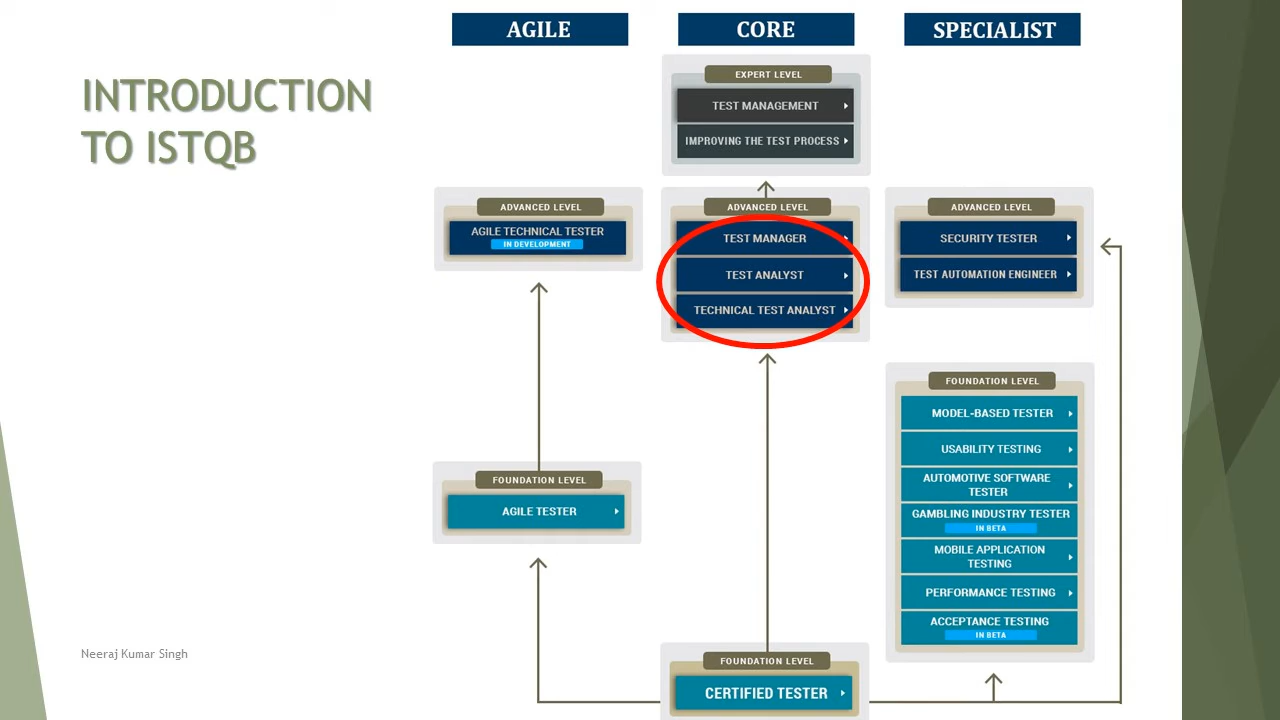 AGILE
CORE
SPECIALIST
INTRODUCTION
TO ISTQB
EXPERT LEVEL
TEST MANAGEMENT
IMPROVING THE TEST PROCESS
ADVANCED LEVEL
AGILE TECHNICAL TESTER
IN DEVELOPMENT
ADVANCED LEVEL
TEST MANAGER
TEST ANALYST
TECHNICAL TEST ANALYST
ADVANCED LEVEL
SECURITY TESTER
TEST AUTOMATION ENGINEER
FOUNDATION LEVEL
AGILE TESTER
FOUNDATION LEVEL
MODEL-BASED TESTER
USABILITY TESTING
AUTOMOTIVE SOFTWARE
TESTER
GAMBLING INDUSTRY TESTER
IN BETA
MOBILE APPLICATION
TESTING
PERFORMANCE TESTING
ACCEPTANCE TESTING
IN BETA
FOUNDATION LEVEL
CERTIFIED TESTER
Neeraj Kumar Singh